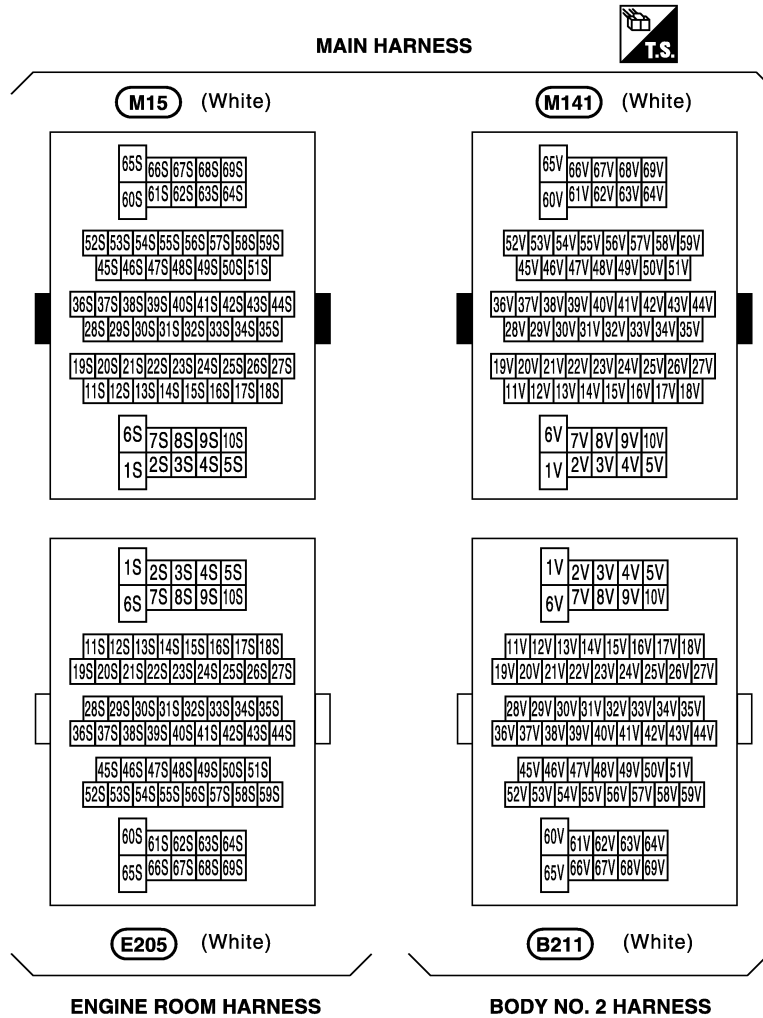 MAIN HARNESS
T.S.
M15 (White)
65S 66S 67S 68S 69S
60S 61S 62S 63S 64S
52S 53S 54S 55S 56S 57S 58S 59S
45S 46S 47S 48S 49S 50S 51S
36S 37S 38S 39S 40S 41S 42S 43S 44S
28S 29S 30S 31S 32S 33S 34S 35S
19S 20S 21S 22S 23S 24S 25S 26S 27S
11S 12S 13S 14S 15S 16S 17S 18S
6S 7S 8S 9S 10S
1S 2S 3S 4S 5S
M141 (White)
65V 66V 67V 68V 69V
60V 61V 62V 63V 64V
52V 53V 54V 55V 56V 57V 58V 59V
45V 46V 47V 48V 49V 50V 51V
36V 37V 38V 39V 40V 41V 42V 43V 44V
28V 29V 30V 31V 32V 33V 34V 35V
19V 20V 21V 22V 23V 24V 25V 26V 27V
11V 12V 13V 14V 15V 16V 17V 18V
6V 7V 8V 9V 10V
1V 2V 3V 4V 5V
1S 2S 3S 4S 5S
6S 7S 8S 9S 10S
11S 12S 13S 14S 15S 16S 17S 18S
19S 20S 21S 22S 23S 24S 25S 26S 27S
28S 29S 30S 31S 32S 33S 34S 35S
36S 37S 38S 39S 40S 41S 42S 43S 44S
45S 46S 47S 48S 49S 50S 51S
52S 53S 54S 55S 56S 57S 58S 59S
60S 61S 62S 63S 64S
65S 66S 67S 68S 69S
E205 (White)
ENGINE ROOM HARNESS
1V 2V 3V 4V 5V
6V 7V 8V 9V 10V
11V 12V 13V 14V 15V 16V 17V 18V
19V 20V 21V 22V 23V 24V 25V 26V 27V
28V 29V 30V 31V 32V 33V 34V 35V
36V 37V 38V 39V 40V 41V 42V 43V 44V
45V 46V 47V 48V 49V 50V 51V
52V 53V 54V 55V 56V 57V 58V 59V
60V 61V 62V 63V 64V
65V 66V 67V 68V 69V
B211 (White)
BODY NO. 2 HARNESS